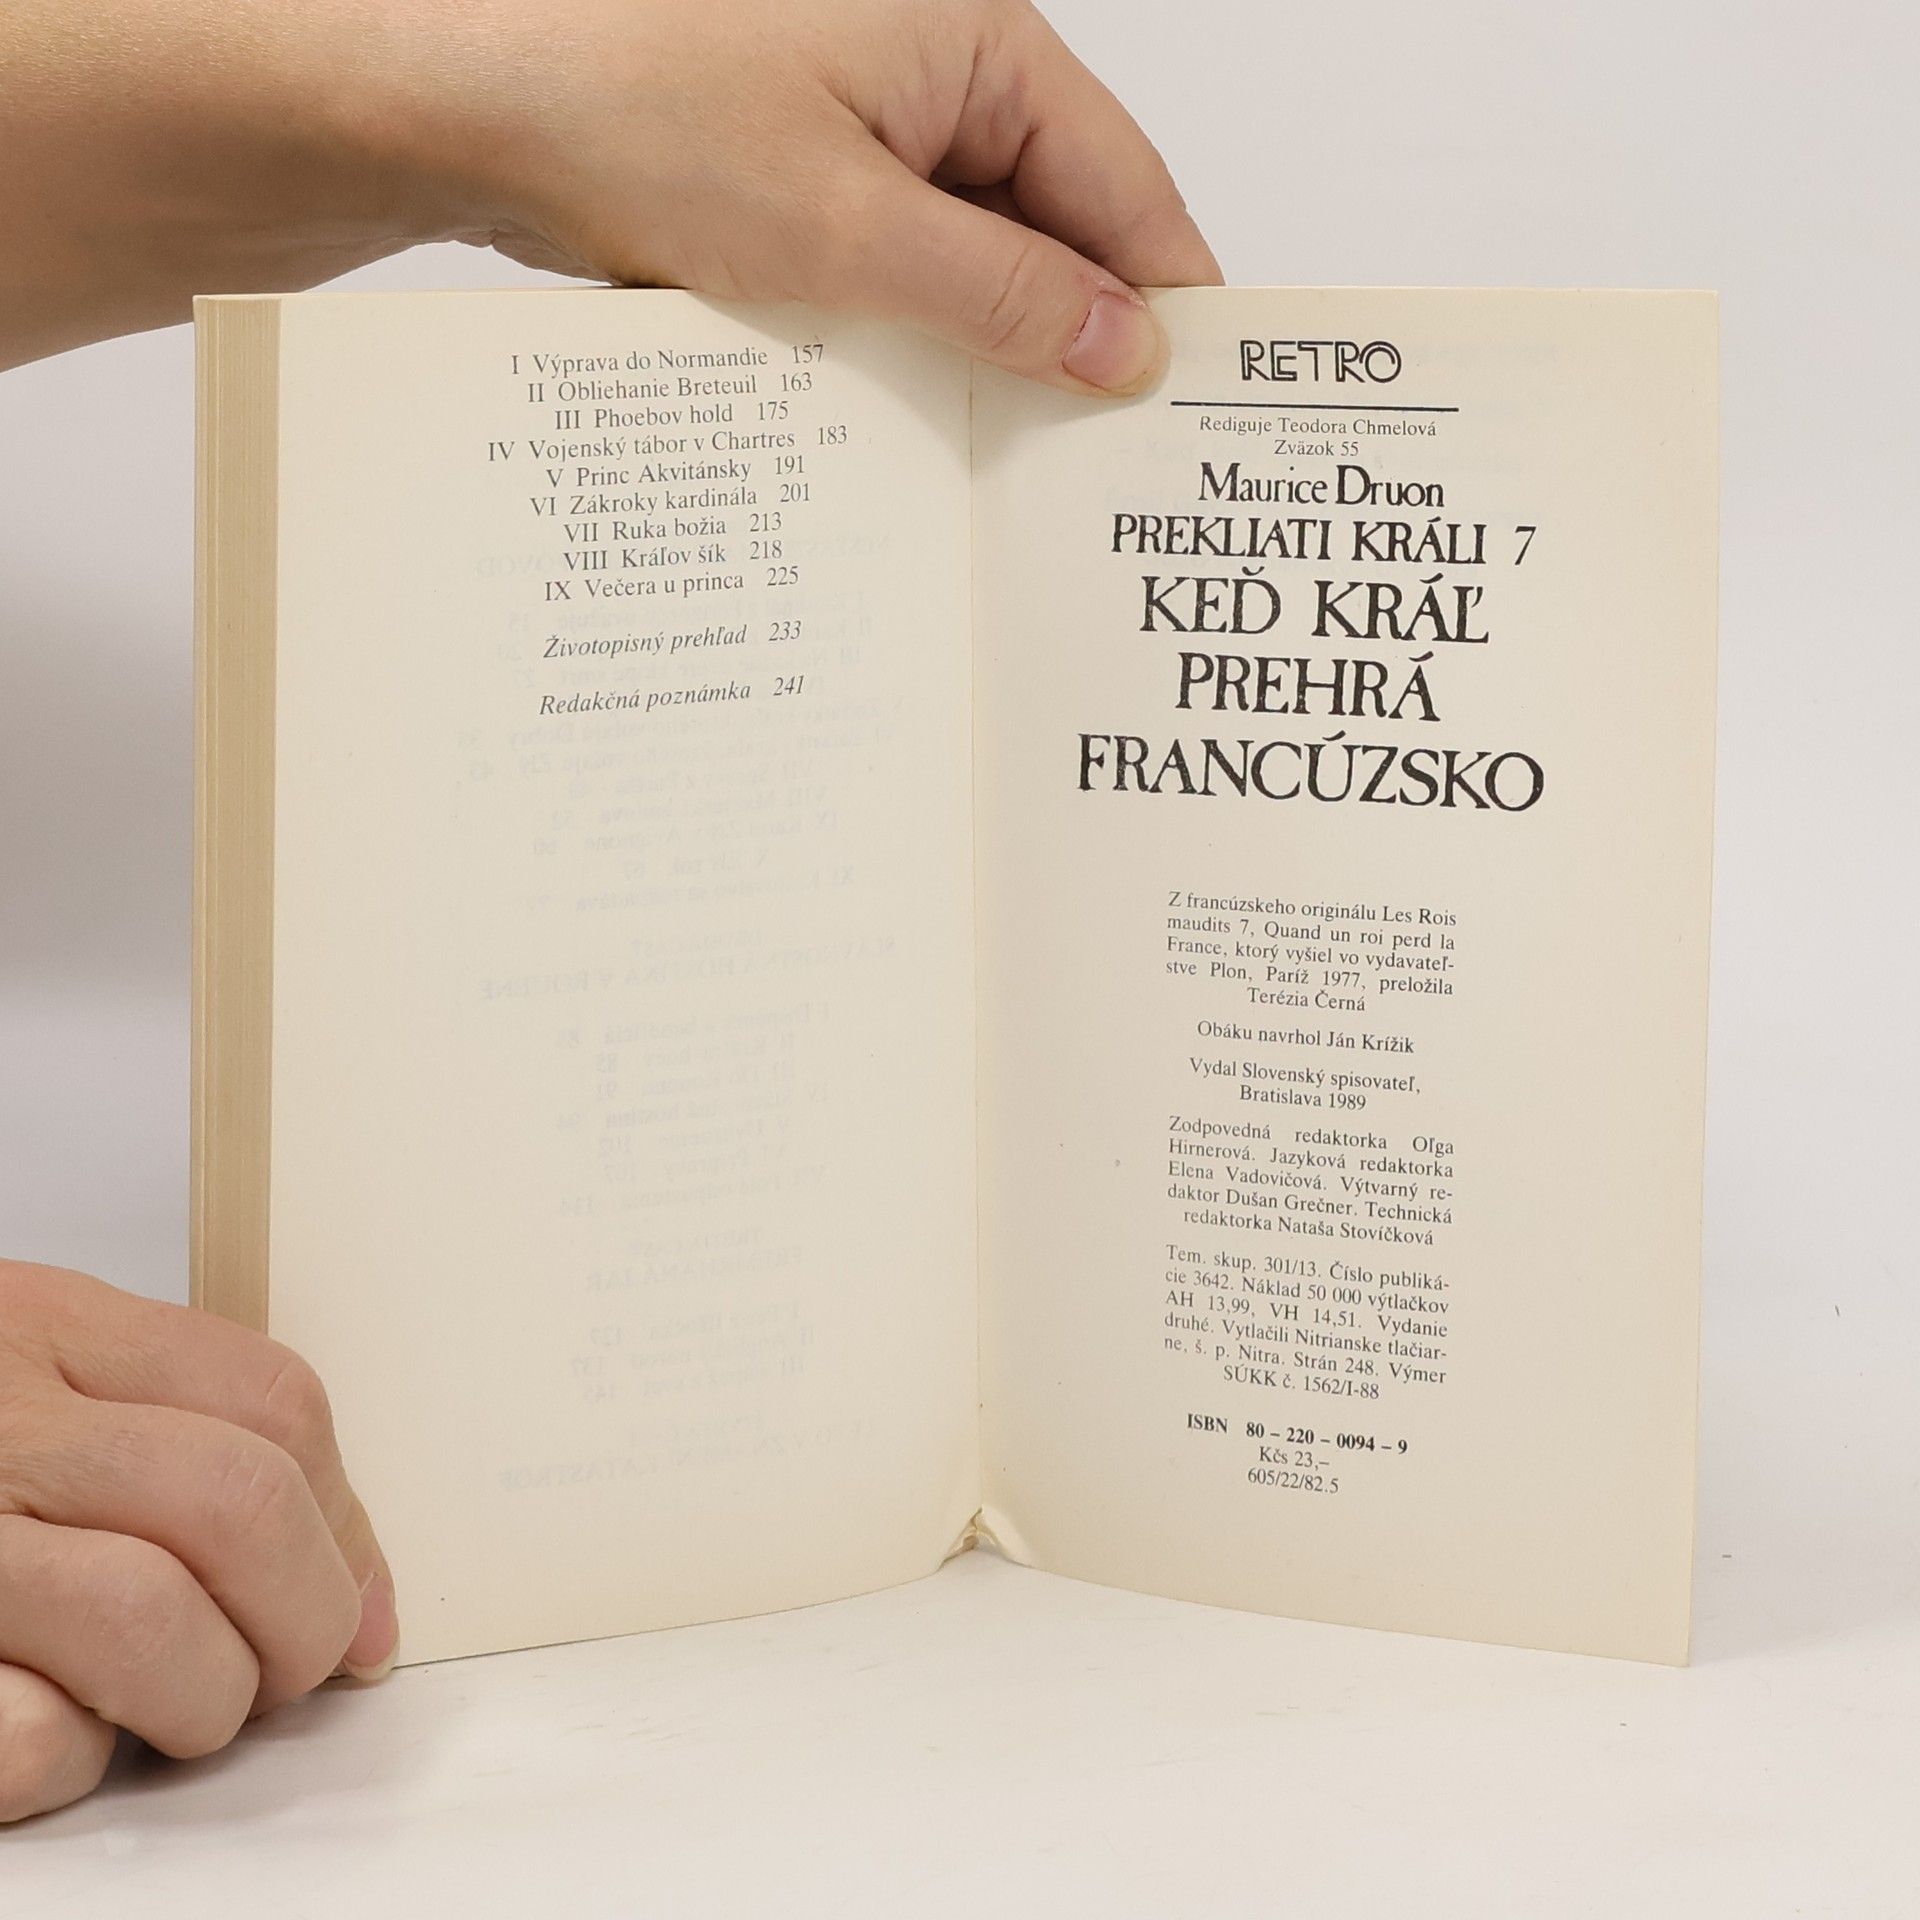 I Výprava do Normandie 157
II Obliehanie Breteuil 163
III Phoebov hold 175
IV Vojenský tábor v Chartres 183
V Princ Akvitánsky 191
VI Zákroky kardinála 201
VII Ruka božia 213
VIII Kráľov šík 218
IX Večera u princa 225
Životopisný prehľad 233
Redakčná poznámka 241
RETRO
Rediguje Teodora Chmelová
Zväzok 55
Maurice Druon
PREKLIATI KRÁLI 7
KEĎ KRÁĽ
PREHRÁ
FRANCÚZSKO
Z francúzskeho originálu Les Rois
maudits 7, Quand un roi perd la
France, ktorý vyšiel vo vydavateľ-
stve Plon, Paríž 1977, preložila
Terézia Černá
Obáku navrhol Ján Krížik
Vydal Slovenský spisovateľ,
Bratislava 1989
Zodpovedná redaktorka Oľga
Hirnerová. Jazyková redaktorka
Elena Vadovičová. Výtvarný re-
daktor Dušan Grečner. Technická
redaktorka Nataša Stovíčková
Tem. skup. 301/13. Číslo publiká-
cie 3642. Náklad 50 000 výtlačkov
AH 13,99, VH 14,51. Vydanie
druhé. Vytlačili Nitrianske tlačiar-
ne, š. p. Nitra. Strán 248. Výmer
SÚKK č. 1562/I-88
ISBN 80 – 220 – 0094 – 9
Kčs 23,–
605/22/82.5